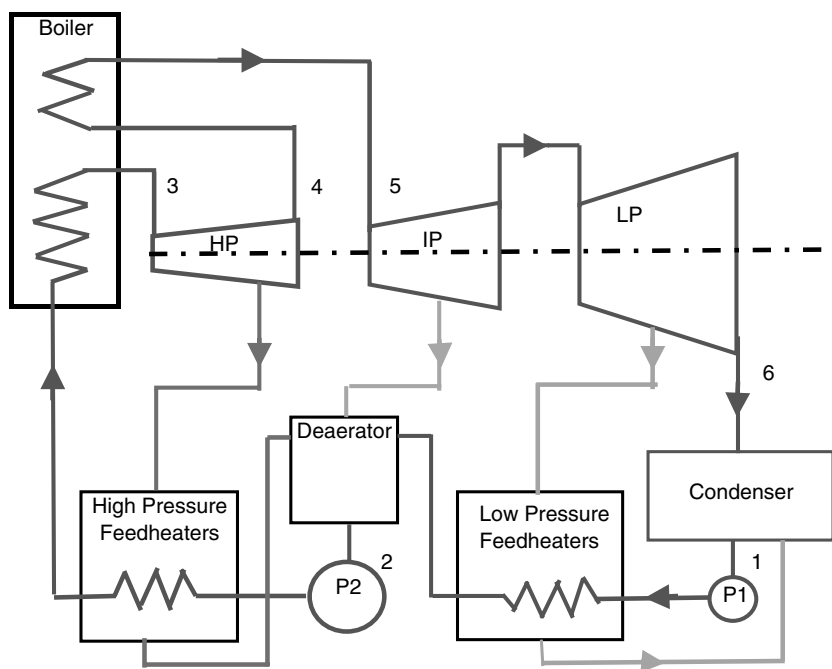 Boiler
3
4
5
HP
IP
LP
6
Deaerator
Condenser
High Pressure
Feedheaters
Low Pressure
Feedheaters
2
1
P2
P1